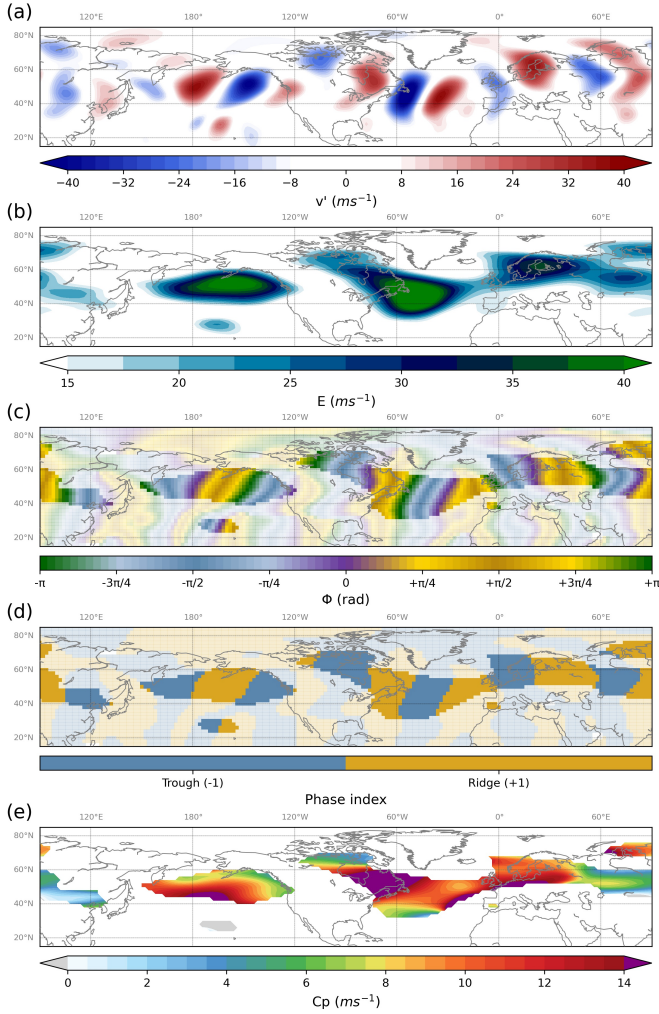 (a)
120°E 180° 120°W 60°W 0° 60°E
80°N
60°N
40°N
20°N
−40 −32 −24 −16 −8 0 8 16 24 32 40
v' (ms⁻¹)
(b)
120°E 180° 120°W 60°W 0° 60°E
80°N
60°N
40°N
20°N
15 20 25 30 35 40
E (ms⁻¹)
(c)
120°E 180° 120°W 60°W 0° 60°E
80°N
60°N
40°N
20°N
-π -3π/4 -π/2 -π/4 0 +π/4 +π/2 +3π/4 +π
Φ (rad)
(d)
120°E 180° 120°W 60°W 0° 60°E
80°N
60°N
40°N
20°N
Trough (-1) Ridge (+1)
Phase index
(e)
120°E 180° 120°W 60°W 0° 60°E
80°N
60°N
40°N
20°N
0 2 4 6 8 10 12 14
Cp (ms⁻¹)